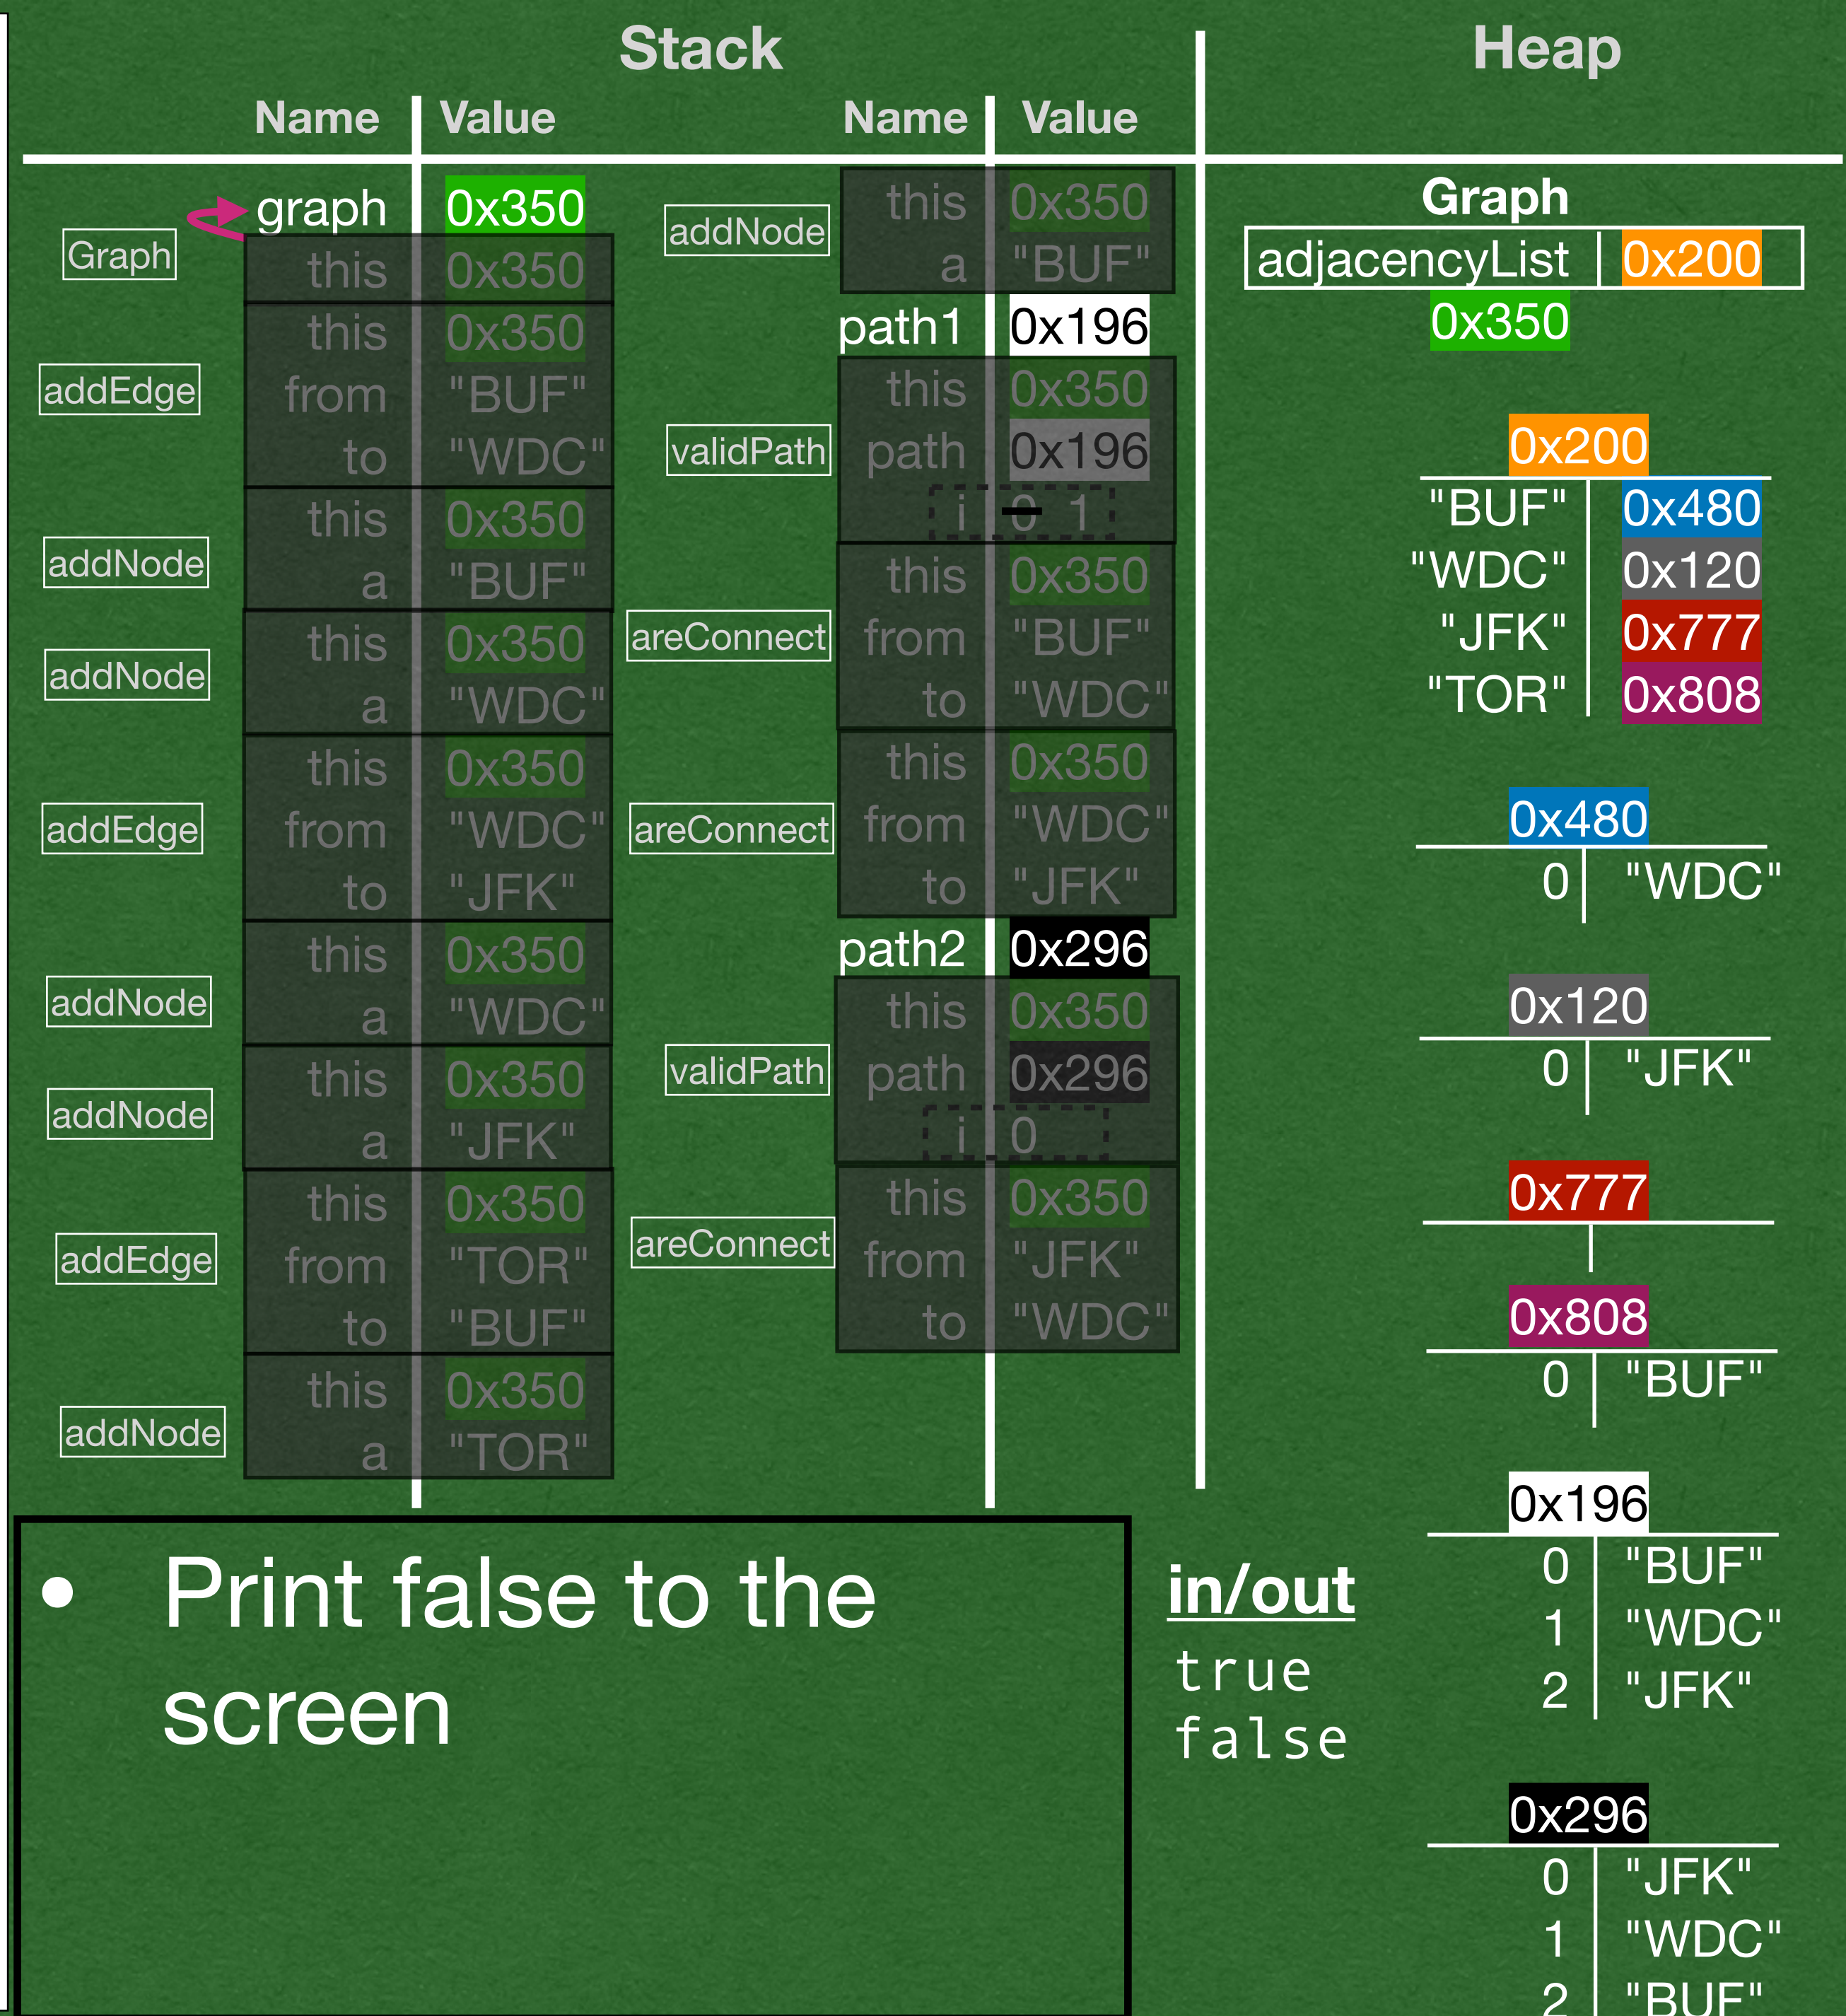 Stack
Heap
Name Value
Name Value
graph 0x350
Graph
this 0x350
this 0x350
addEdge
from "BUF"
to "WDC"
this 0x350
addNode
a "BUF"
this 0x350
addNode
a "WDC"
this 0x350
addEdge
from "WDC"
to "JFK"
this 0x350
addNode
a "WDC"
this 0x350
addNode
a "JFK"
this 0x350
addEdge
from "TOR"
to "BUF"
this 0x350
addNode
a "TOR"
this 0x350
addNode
a "BUF"
path1 0x196
this 0x350
validPath
path 0x196
i 0 1
this 0x350
areConnect
from "BUF"
to "WDC"
this 0x350
areConnect
from "WDC"
to "JFK"
path2 0x296
this 0x350
validPath
path 0x296
i 0
this 0x350
areConnect
from "JFK"
to "WDC"
Graph
adjacencyList 0x200
0x350
0x200
"BUF" 0x480
"WDC" 0x120
"JFK" 0x777
"TOR" 0x808
0x480
0 "WDC"
0x120
0 "JFK"
0x777
0x808
0 "BUF"
0x196
0 "BUF"
1 "WDC"
2 "JFK"
0x296
0 "JFK"
1 "WDC"
2 "BUF"
• Print false to the
screen
in/out
true
false